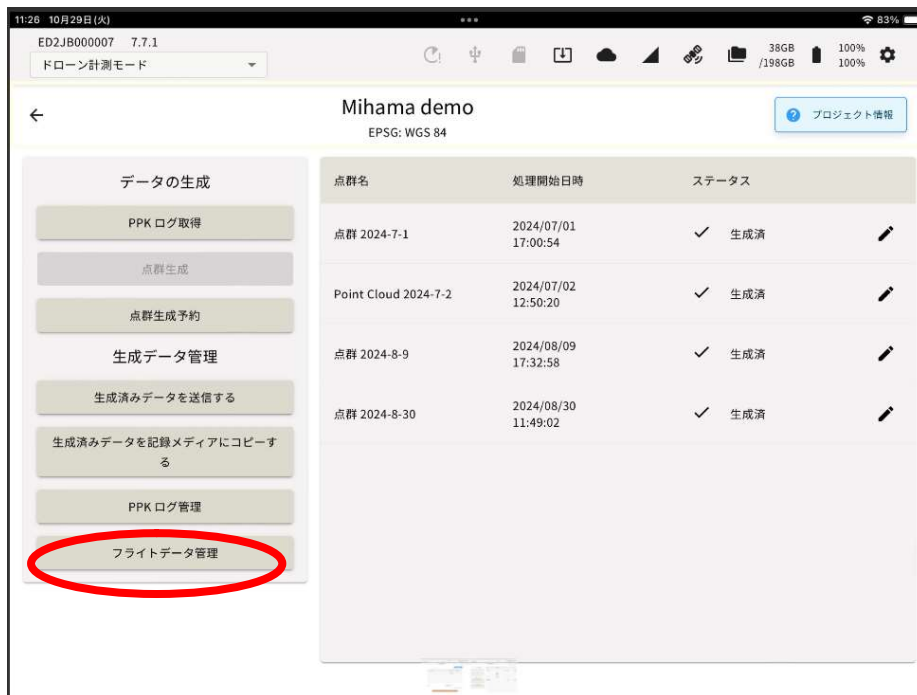 11:26 10月29日(火)
83%
ED2JB000007 7.7.1
ドローン計測モード
38GB
/198GB
100%
100%
Mihama demo
EPSG: WGS 84
プロジェクト情報
データの生成
PPK ログ取得
点群生成
点群生成予約
生成データ管理
生成済みデータを送信する
生成済みデータを記録メディアにコピーす
る
PPK ログ管理
フライトデータ管理
点群名 処理開始日時 ステータス
点群 2024-7-1
2024/07/01
17:00:54
生成済
Point Cloud 2024-7-2
2024/07/02
12:50:20
生成済
点群 2024-8-9
2024/08/09
17:32:58
生成済
点群 2024-8-30
2024/08/30
11:49:02
生成済